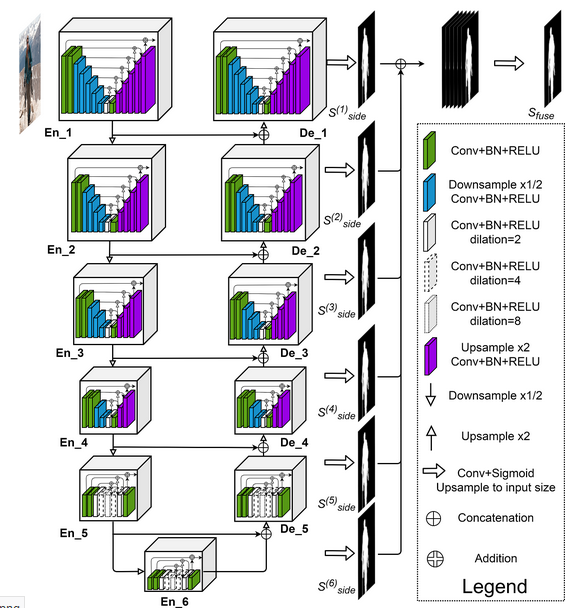 S(1)side
Sfuse
En_1
De_1
S(2)side
En_2
De_2
S(3)side
En_3
De_3
S(4)side
En_4
De_4
S(5)side
En_5
De_5
S(6)side
En_6
Conv+BN+RELU
Downsample x1/2
Conv+BN+RELU
Conv+BN+RELU
dilation=2
Conv+BN+RELU
dilation=4
Conv+BN+RELU
dilation=8
Upsample x2
Conv+BN+RELU
Downsample x1/2
Upsample x2
Conv+Sigmoid
Upsample to input size
Concatenation
Addition
Legend